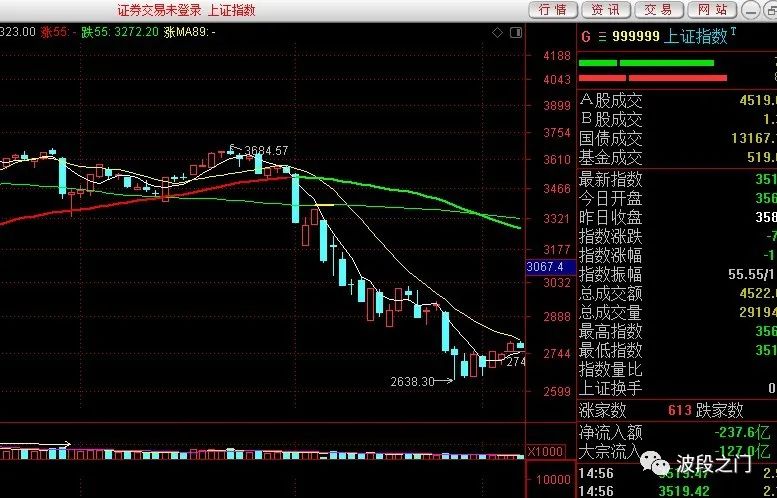 证券交易未登录 上证指数
行情 资讯 交易 网站
323.00 涨55:- 跌55: 3272.20 涨MA89: -
G 三 999999 上证指数 T
4188
4043
3899
3754
3610
3466
3321
3177
3067.4
3032
2888
2744
2599
X1000
10000
3684.57
2638.30
274
A股成交 4519.
B股成交 1.
国债成交 13167.
基金成交 519.
最新指数 351
今日开盘 356
昨日收盘 358
指数涨跌 -7
指数涨幅 -1
指数振幅 55.55/1
总成交额 4522.
总成交量 29194
最高指数 356
最低指数 351
指数量比
上证换手 0
涨家数 613 跌家数
净流入额 -237.6亿
大宗流入 -127.0亿
14:56 3513.47 2.
14:56 3519.42 2.
波段之门